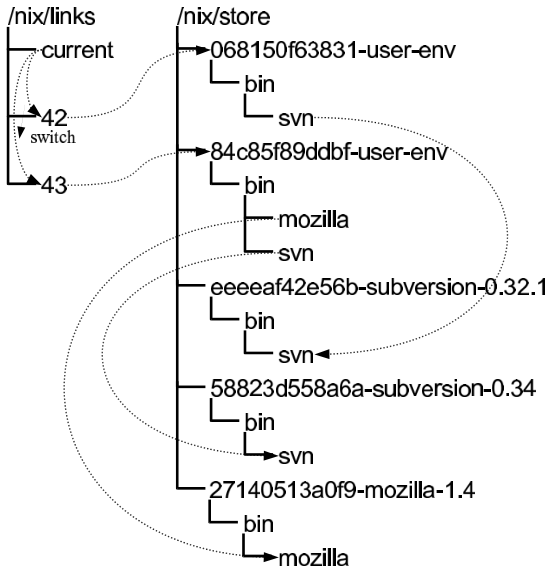 /nix/links
current
42
switch
43
/nix/store
068150f63831-user-env
bin
svn
84c85f89ddbf-user-env
bin
mozilla
svn
eeeeaf42e56b-subversion-0.32.1
bin
svn
58823d558a6a-subversion-0.34
bin
svn
27140513a0f9-mozilla-1.4
bin
mozilla